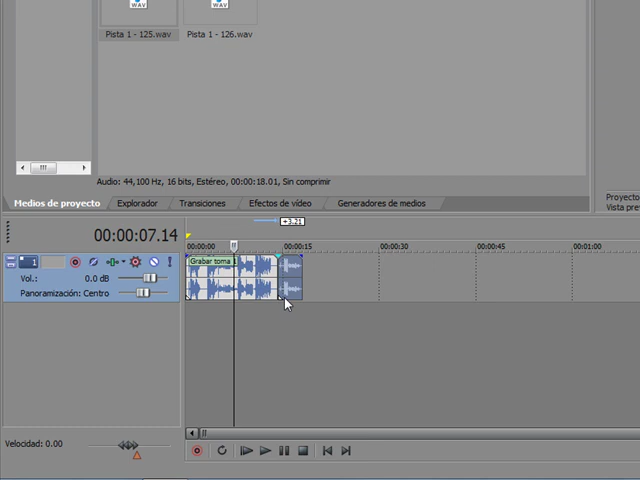 WAV
WAV
Pista 1 - 125.wav
Pista 1 - 126.wav
Audio: 44,100 Hz, 16 bits, Estéreo, 00:00:18.01, Sin comprimir
Medios de proyecto
Explorador
Transiciones
Efectos de vídeo
Generadores de medios
Proyecto
Vista pre
00:00:07.14
+3.21
00:00:00
00:00:15
00:00:30
00:00:45
00:01:00
1
Grabar toma 1
Vol.: 0.0 dB
Panoramización: Centro
Velocidad: 0.00